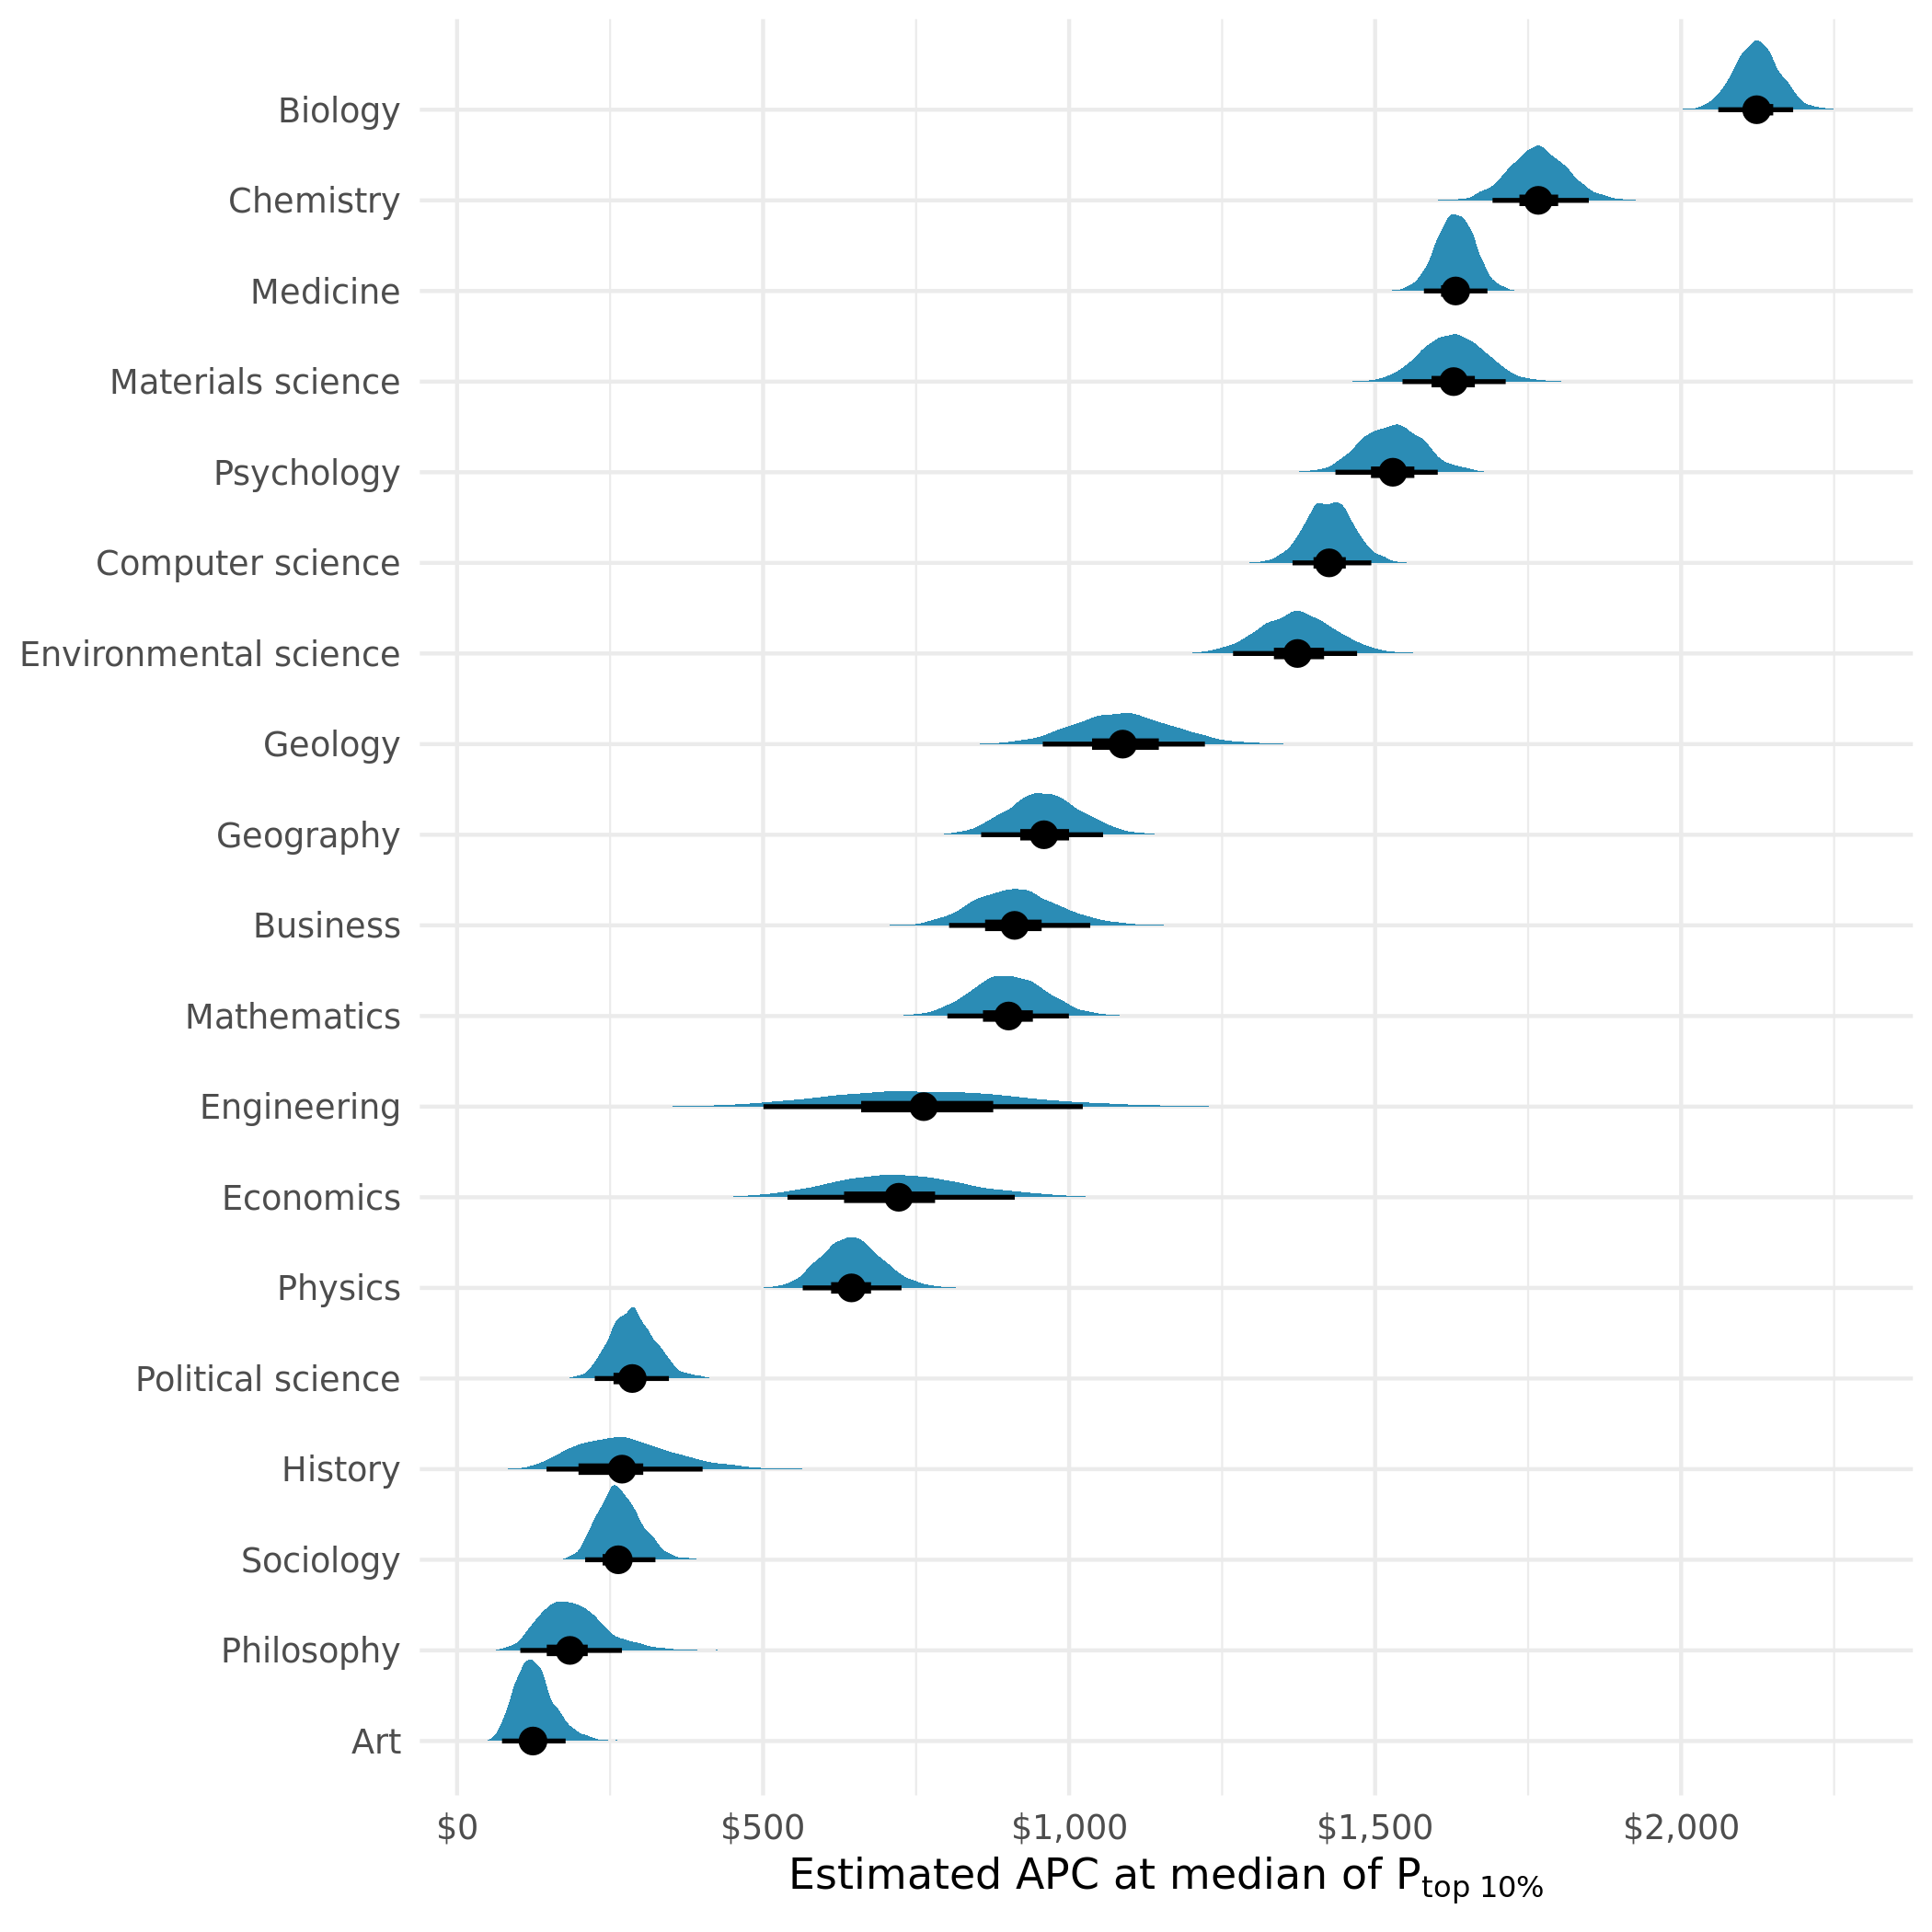 Biology
Chemistry
Medicine
Materials science
Psychology
Computer science
Environmental science
Geology
Geography
Business
Mathematics
Engineering
Economics
Physics
Political science
History
Sociology
Philosophy
Art
$0 $500 $1,000 $1,500 $2,000
Estimated APC at median of P top 10%